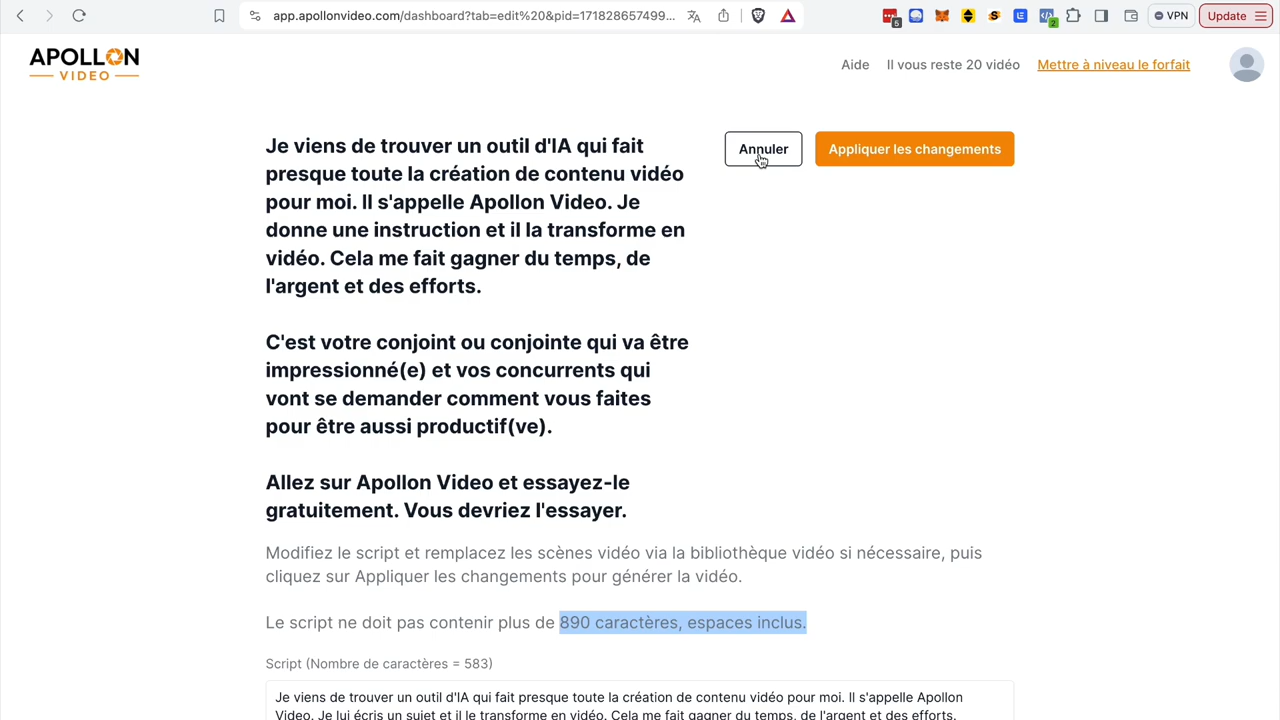 app.apollonvideo.com/dashboard?tab=edit%20&pid=171828657499...
5
2
VPN
Update
APOLLON
VIDEO
Aide
Il vous reste 20 vidéo
Mettre à niveau le forfait
Je viens de trouver un outil d'IA qui fait
presque toute la création de contenu vidéo
pour moi. Il s'appelle Apollon Video. Je
donne une instruction et il la transforme en
vidéo. Cela me fait gagner du temps, de
l'argent et des efforts.
Annuler
Appliquer les changements
C'est votre conjoint ou conjointe qui va être
impressionné(e) et vos concurrents qui
vont se demander comment vous faites
pour être aussi productif(ve).
Allez sur Apollon Video et essayez-le
gratuitement. Vous devriez l'essayer.
Modifiez le script et remplacez les scènes vidéo via la bibliothèque vidéo si nécessaire, puis
cliquez sur Appliquer les changements pour générer la vidéo.
Le script ne doit pas contenir plus de 890 caractères, espaces inclus.
Script (Nombre de caractères = 583)
Je viens de trouver un outil d'IA qui fait presque toute la création de contenu vidéo pour moi. Il s'appelle Apollon
Video. Je lui écris un sujet et il le transforme en vidéo. Cela me fait gagner du temps, de l'argent et des efforts.